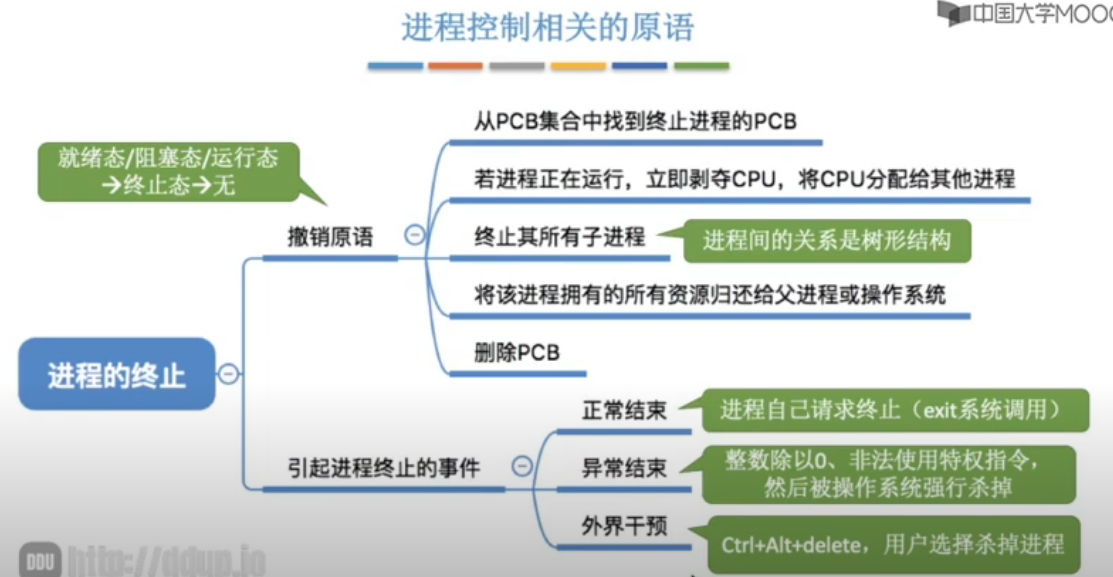 中国大学MOOC
进程控制相关的原语
从PCB集合中找到终止进程的PCB
就绪态/阻塞态/运行态
→终止态→无
若进程正在运行，立即剥夺CPU，将CPU分配给其他进程
撤销原语
终止其所有子进程
进程间的关系是树形结构
将该进程拥有的所有资源归还给父进程或操作系统
删除PCB
进程的终止
正常结束
进程自己请求终止（exit系统调用）
引起进程终止的事件
异常结束
整数除以0、非法使用特权指令，
然后被操作系统强行杀掉
外界干预
Ctrl+Alt+delete，用户选择杀掉进程
DDU http://ddup.io